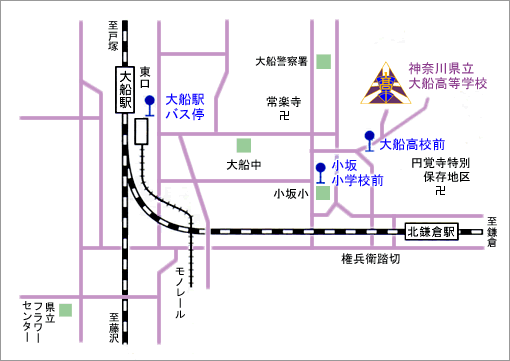 至戸塚
東口
大船駅
大船駅
バス停
大船警察署
常楽寺
卍
神奈川県立
大船高等学校
高
大船高校前
大船中
小坂
小学校前
円覚寺特別
保存地区
卍
小坂小
至鎌倉
北鎌倉駅
権兵衛踏切
モノレール
県立
フラワー
センター
至藤沢